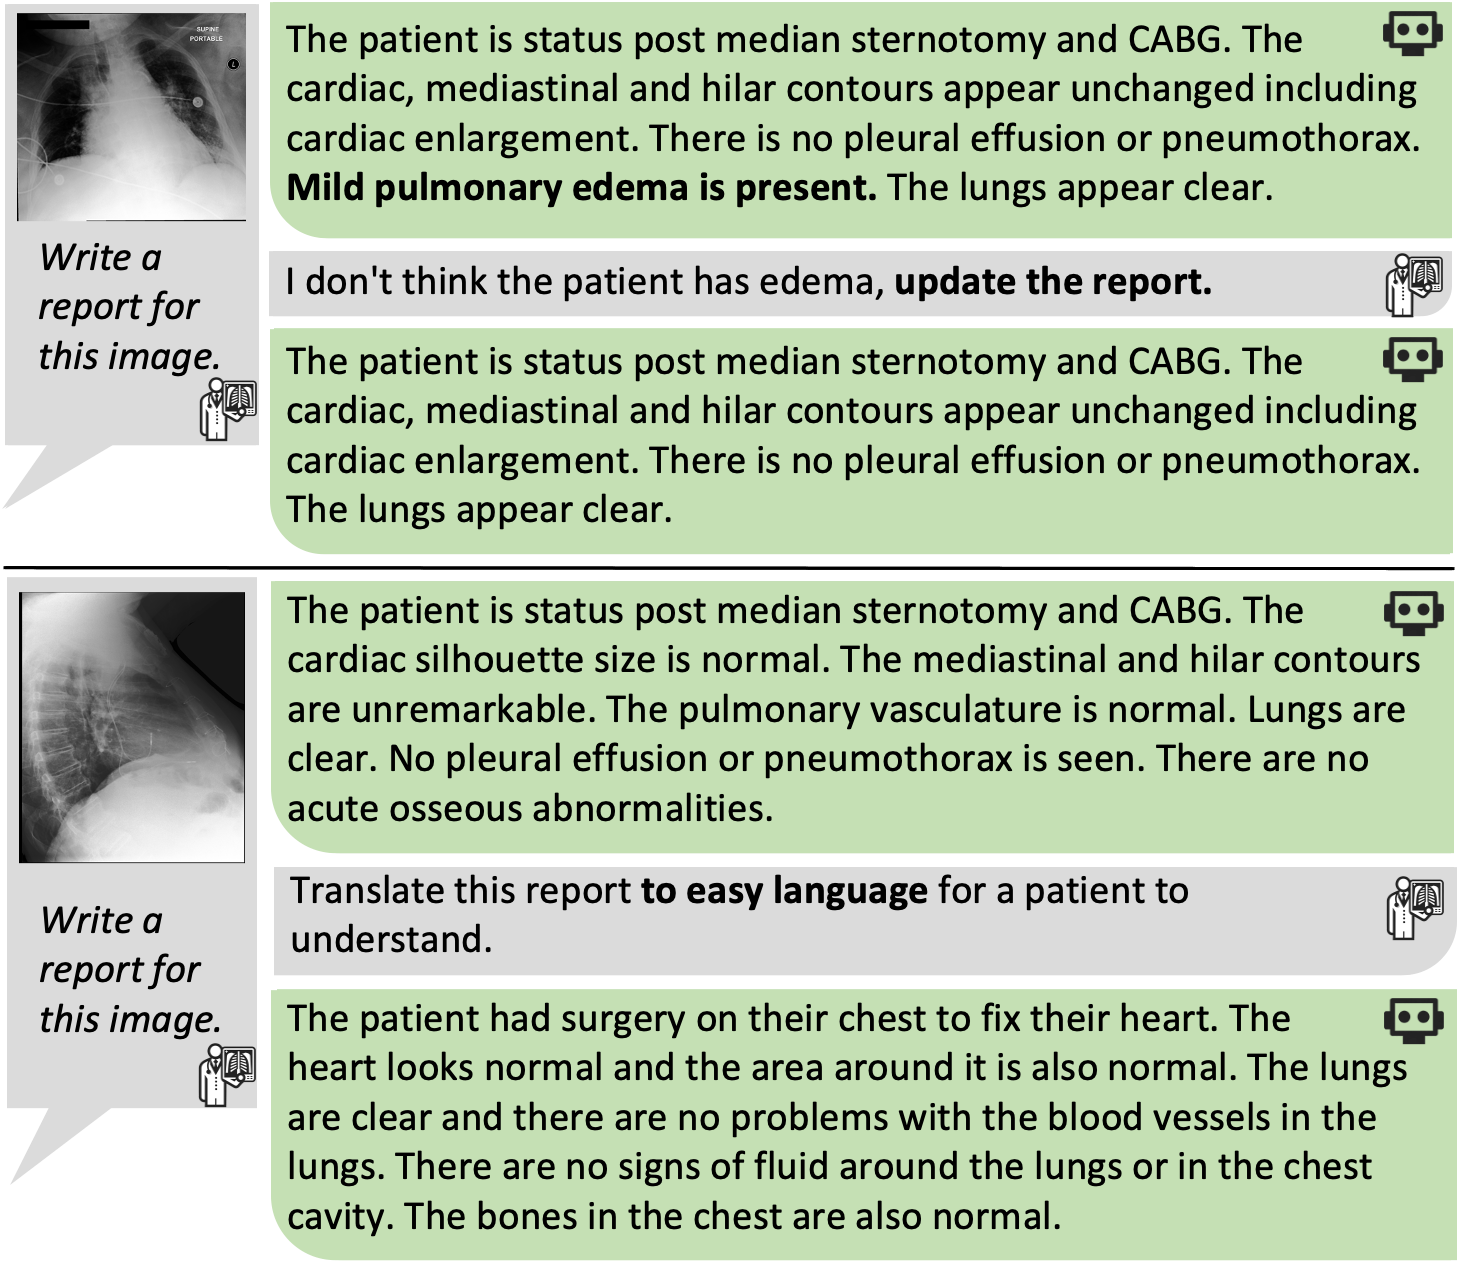 SUPINT
PORTABLE
L
Write a
report for
this image.
The patient is status post median sternotomy and CABG. The
cardiac, mediastinal and hilar contours appear unchanged including
cardiac enlargement. There is no pleural effusion or pneumothorax.
Mild pulmonary edema is present. The lungs appear clear.
I don't think the patient has edema, update the report.
The patient is status post median sternotomy and CABG. The
cardiac, mediastinal and hilar contours appear unchanged including
cardiac enlargement. There is no pleural effusion or pneumothorax.
The lungs appear clear.
Write a
report for
this image.
The patient is status post median sternotomy and CABG. The
cardiac silhouette size is normal. The mediastinal and hilar contours
are unremarkable. The pulmonary vasculature is normal. Lungs are
clear. No pleural effusion or pneumothorax is seen. There are no
acute osseous abnormalities.
Translate this report to easy language for a patient to
understand.
The patient had surgery on their chest to fix their heart. The
heart looks normal and the area around it is also normal. The lungs
are clear and there are no problems with the blood vessels in the
lungs. There are no signs of fluid around the lungs or in the chest
cavity. The bones in the chest are also normal.